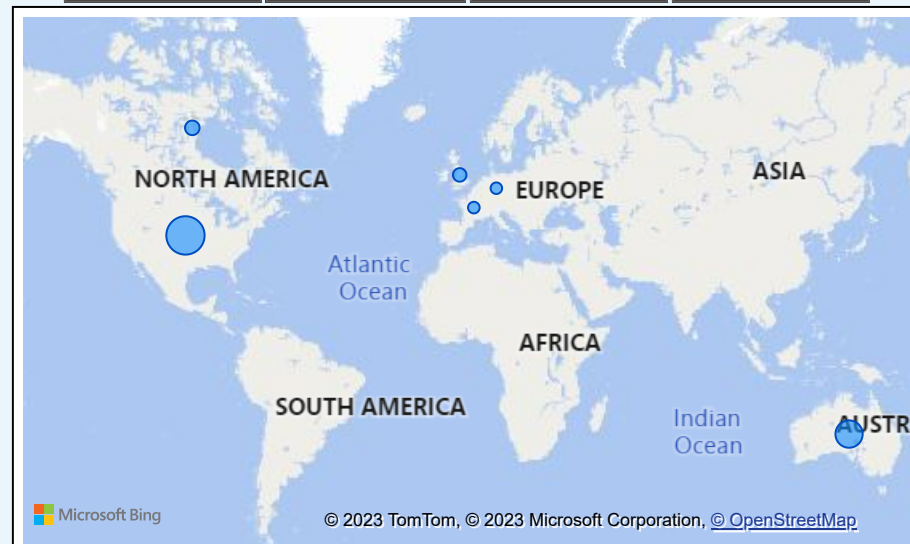 NORTH AMERICA
EUROPE
ASIA
Atlantic
Ocean
AFRICA
SOUTH AMERICA
Indian
Ocean
AUSTR
Microsoft Bing
© 2023 TomTom, © 2023 Microsoft Corporation, © OpenStreetMap